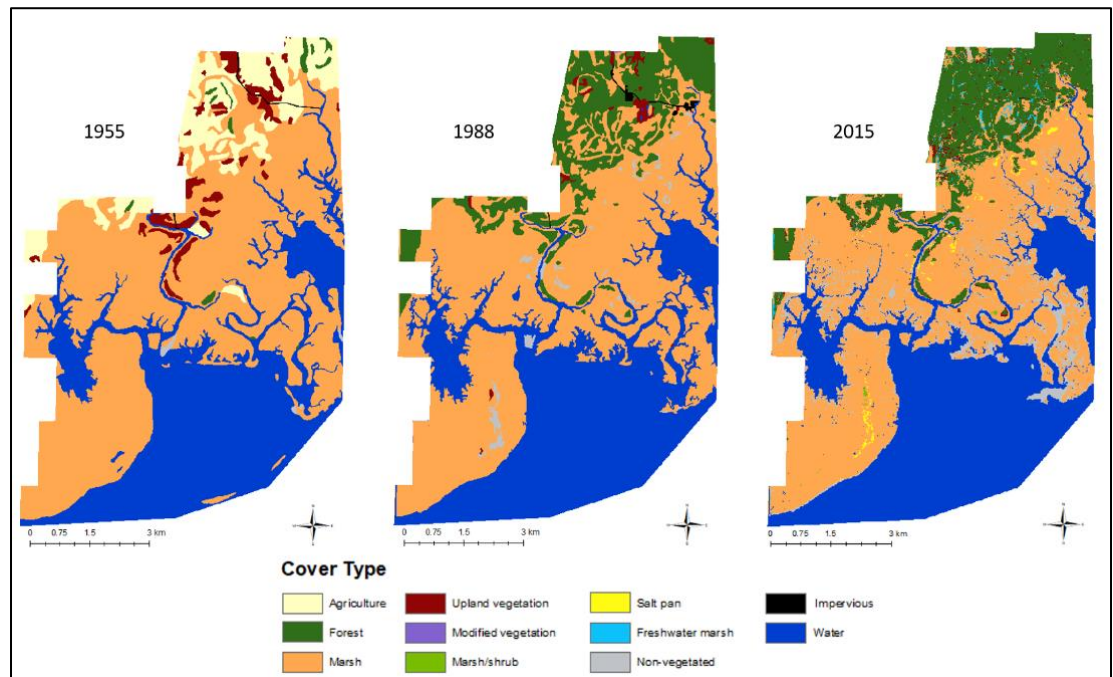 1955
1988
2015
0 0.75 1.5 3 km
0 0.75 1.5 3 km
0 0.75 1.5 3 km
Cover Type
Agriculture
Upland vegetation
Salt pan
Impervious
Forest
Modified vegetation
Freshwater marsh
Water
Marsh
Marsh/shrub
Non-vegetated